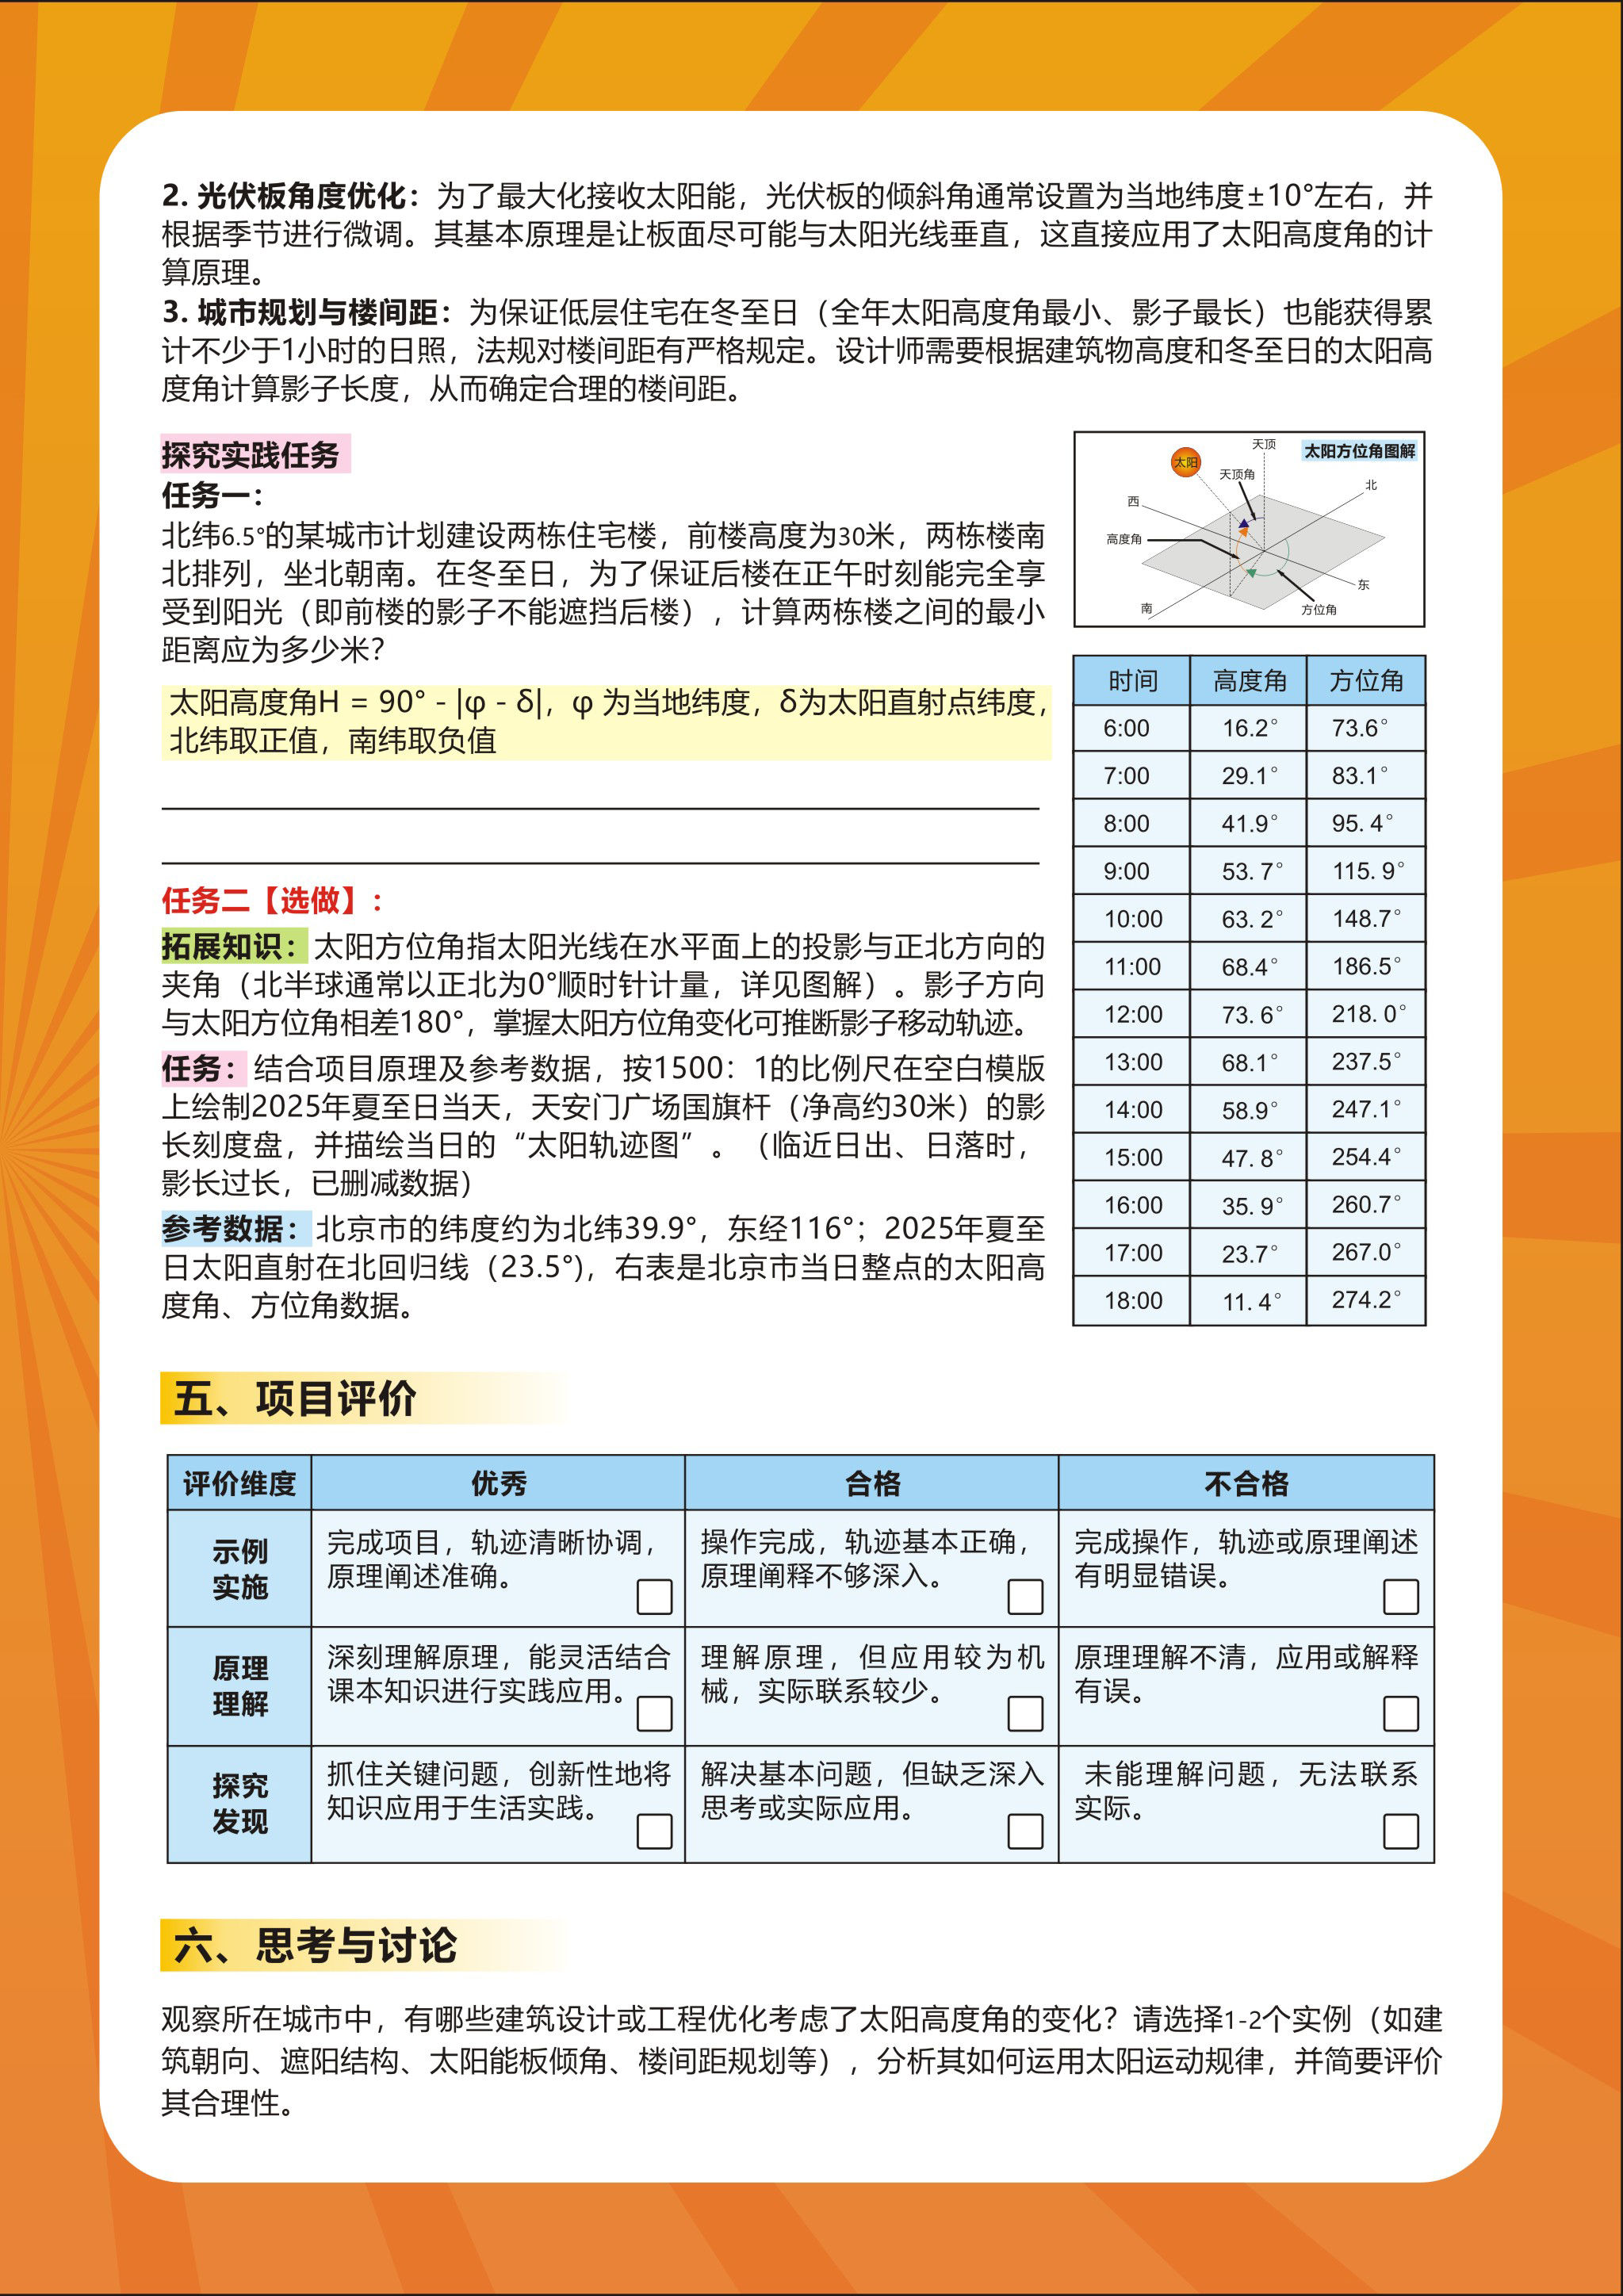 2. 光伏板角度优化：为了最大化接收太阳能，光伏板的倾斜角通常设置为当地纬度±10°左右，并
根据季节进行微调。其基本原理是让板面尽可能与太阳光线垂直，这直接应用了太阳高度角的计
算原理。
3. 城市规划与楼间距：为保证低层住宅在冬至日（全年太阳高度角最小、影子最长）也能获得累
计不少于1小时的日照，法规对楼间距有严格规定。设计师需要根据建筑物高度和冬至日的太阳高
度角计算影子长度，从而确定合理的楼间距。
探究实践任务
任务一：
北纬6.5°的某城市计划建设两栋住宅楼，前楼高度为30米，两栋楼南
北排列，坐北朝南。在冬至日，为了保证后楼在正午时刻能完全享
受到阳光（即前楼的影子不能遮挡后楼），计算两栋楼之间的最小
距离应为多少米？
太阳高度角H = 90° - |φ - δ|，φ 为当地纬度，δ为太阳直射点纬度，
北纬取正值，南纬取负值
任务二【选做】：
拓展知识：太阳方位角指太阳光线在水平面上的投影与正北方向的
夹角（北半球通常以正北为0°顺时针计量，详见图解）。影子方向
与太阳方位角相差180°，掌握太阳方位角变化可推断影子移动轨迹。
任务：结合项目原理及参考数据，按1500：1的比例尺在空白模版
上绘制2025年夏至日当天，天安门广场国旗杆（净高约30米）的影
长刻度盘，并描绘当日的“太阳轨迹图”。（临近日出、日落时，
影长过长，已删减数据）
参考数据：北京市的纬度约为北纬39.9°，东经116°；2025年夏至
日太阳直射在北回归线（23.5°)，右表是北京市当日整点的太阳高
度角、方位角数据。
太阳方位角图解
天顶
太阳
天顶角
北
西
高度角
东
南
方位角
时间 高度角 方位角
6:00 16.2° 73.6°
7:00 29.1° 83.1°
8:00 41.9° 95.4°
9:00 53.7° 115.9°
10:00 63.2° 148.7°
11:00 68.4° 186.5°
12:00 73.6° 218.0°
13:00 68.1° 237.5°
14:00 58.9° 247.1°
15:00 47.8° 254.4°
16:00 35.9° 260.7°
17:00 23.7° 267.0°
18:00 11.4° 274.2°
五、项目评价
评价维度 优秀 合格 不合格
示例
实施
完成项目，轨迹清晰协调，
原理阐述准确。
操作完成，轨迹基本正确，
原理阐释不够深入。
完成操作，轨迹或原理阐述
有明显错误。
原理
理解
深刻理解原理，能灵活结合
课本知识进行实践应用。
理解原理，但应用较为机
械，实际联系较少。
原理理解不清，应用或解释
有误。
探究
发现
抓住关键问题，创新性地将
知识应用于生活实践。
解决基本问题，但缺乏深入
思考或实际应用。
未能理解问题，无法联系
实际。
六、思考与讨论
观察所在城市中，有哪些建筑设计或工程优化考虑了太阳高度角的变化？请选择1-2个实例（如建
筑朝向、遮阳结构、太阳能板倾角、楼间距规划等），分析其如何运用太阳运动规律，并简要评价
其合理性。